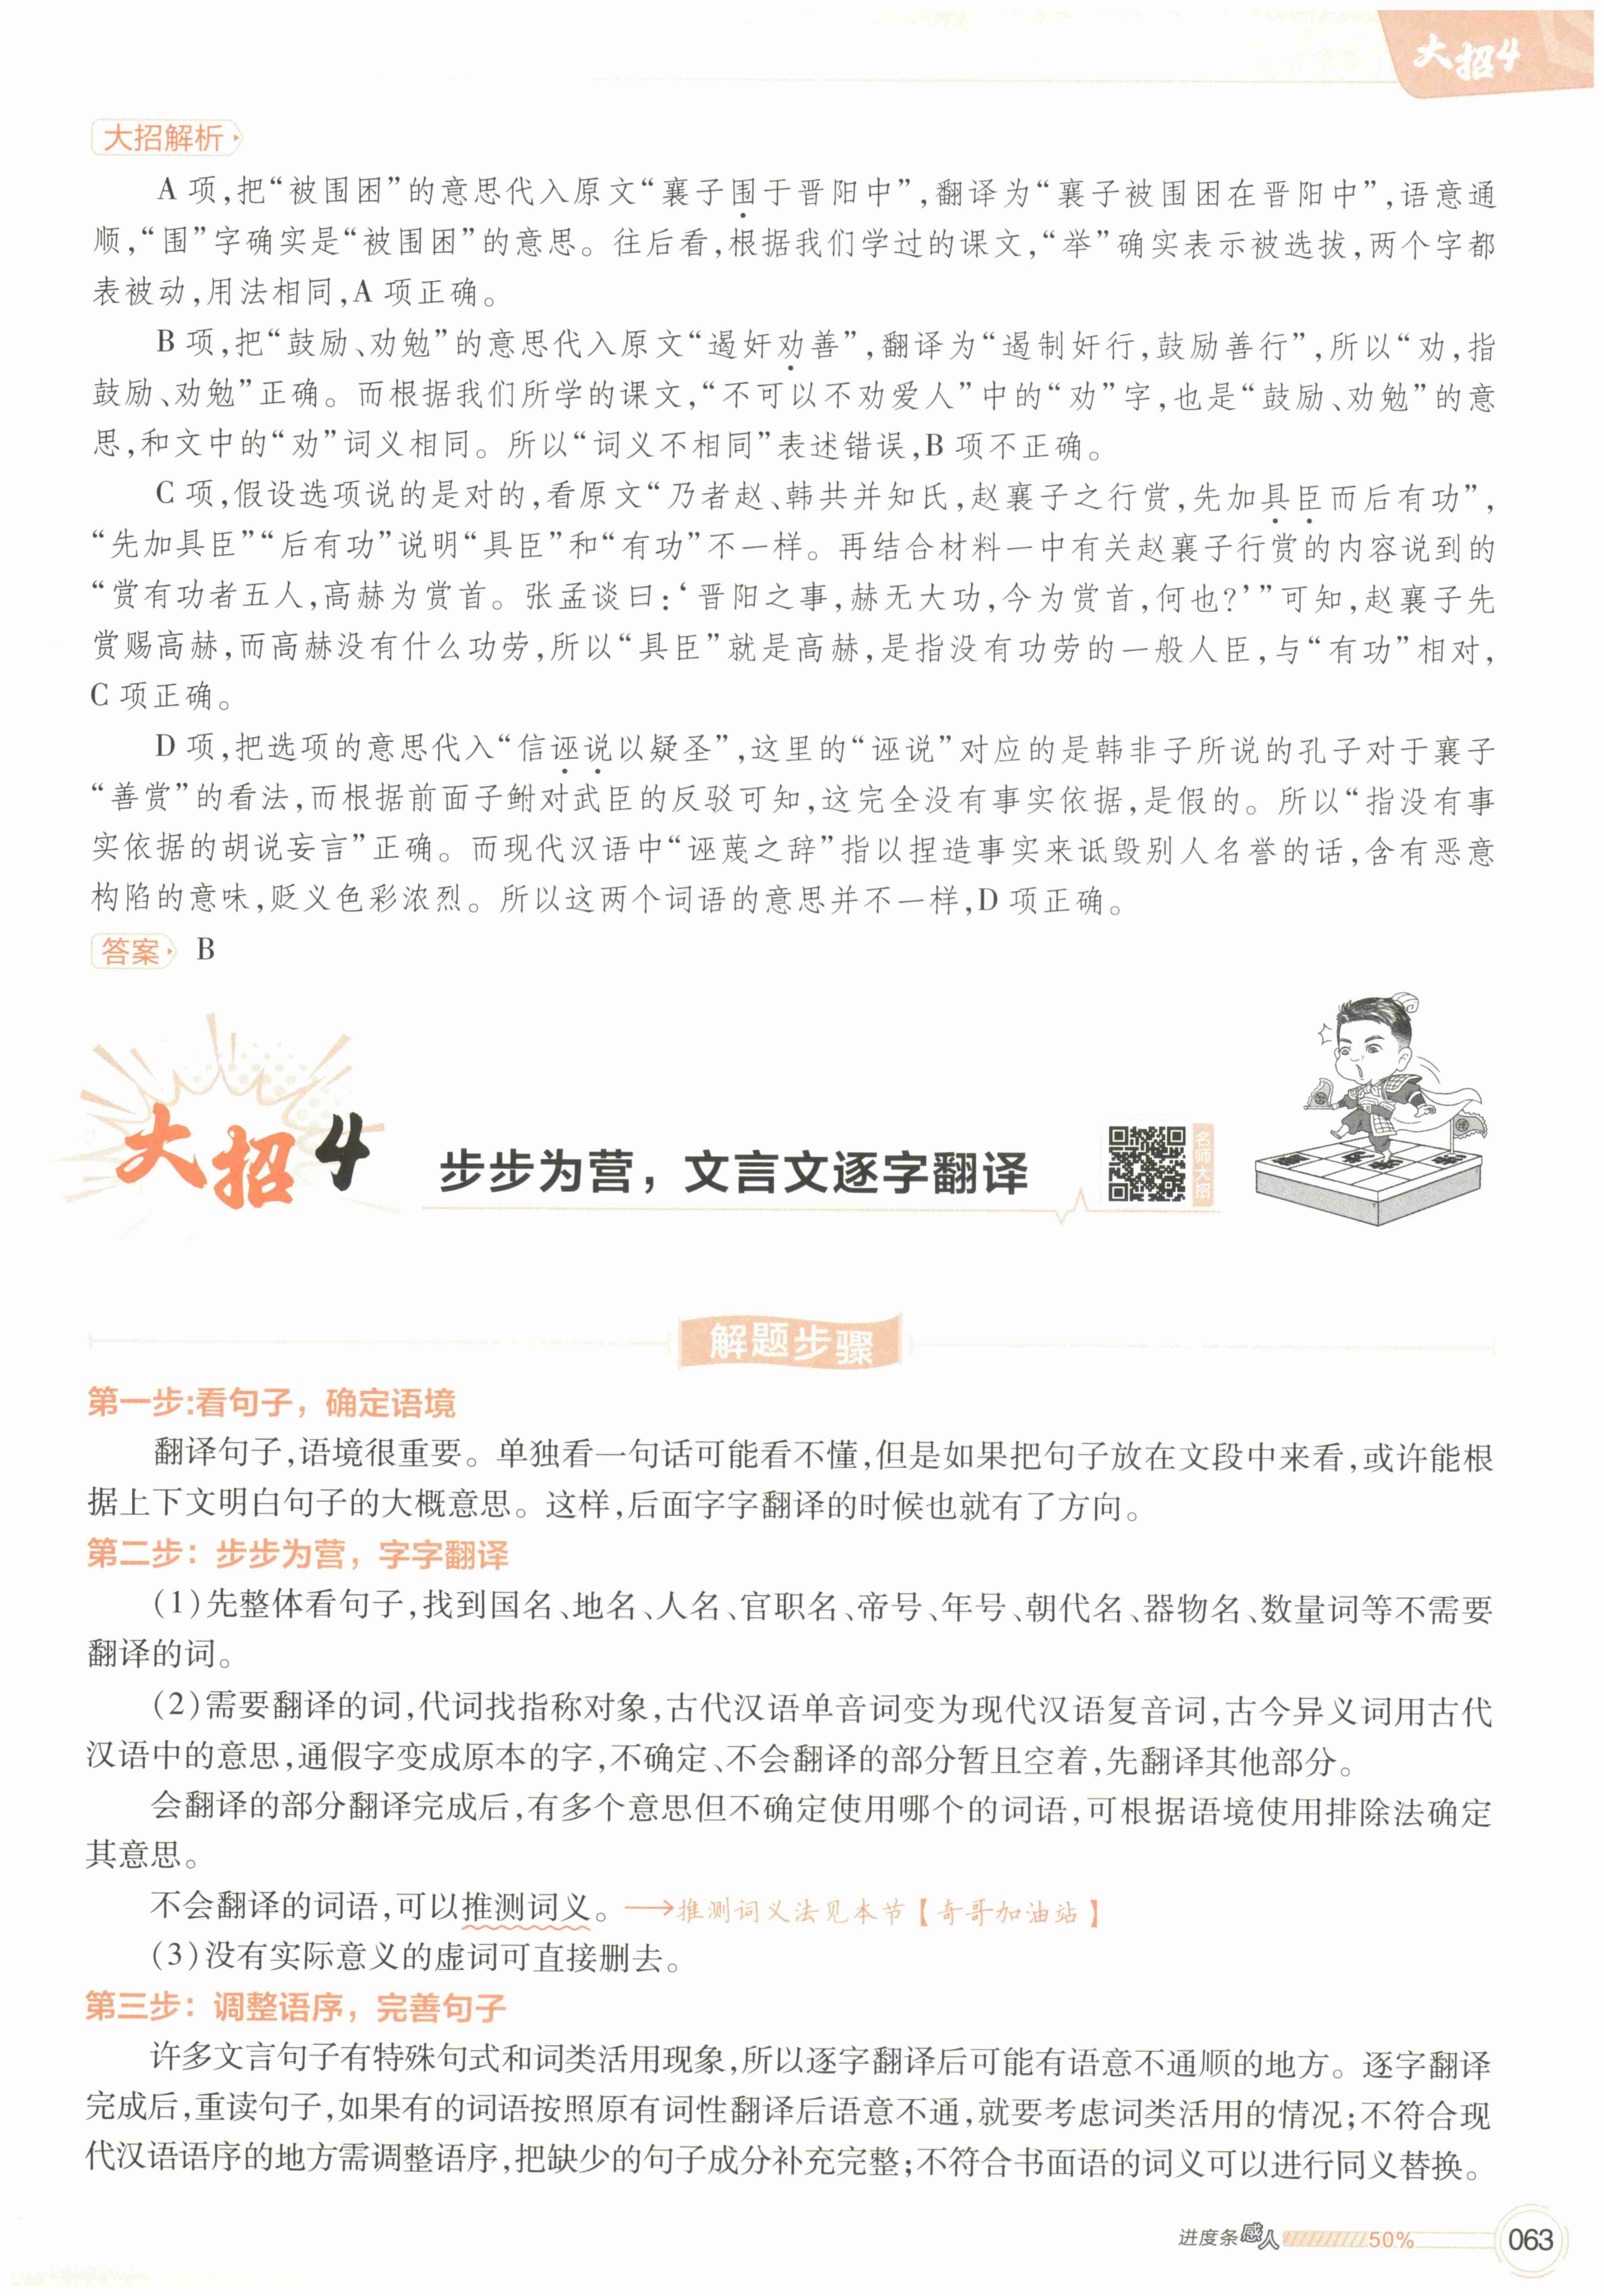 大招4
大招解析
A 项,把“被围困”的意思代入原文“襄子围于晋阳中”,翻译为“襄子被围困在晋阳中”,语意通
顺,“围”字确实是“被围困”的意思。往后看,根据我们学过的课文,“举”确实表示被选拔,两个字都
表被动,用法相同,A 项正确。
B 项,把“鼓励、劝勉”的意思代入原文“遏奸劝善”,翻译为“遏制奸行,鼓励善行”,所以“劝,指
鼓励、劝勉”正确。而根据我们所学的课文,“不可以不劝爱人”中的“劝”字,也是“鼓励、劝勉”的意
思,和文中的“劝”词义相同。所以“词义不相同”表述错误,B 项不正确。
C 项,假设选项说的是对的,看原文“乃者赵、韩共并知氏,赵襄子之行赏,先加具臣而后有功”,
“先加具臣”“后有功”说明“具臣”和“有功”不一样。再结合材料一中有关赵襄子行赏的内容说到的
“赏有功者五人,高赫为赏首。张孟谈曰:‘晋阳之事,赫无大功,今为赏首,何也?’”可知,赵襄子先
赏赐高赫,而高赫没有什么功劳,所以“具臣”就是高赫,是指没有功劳的一般人臣,与“有功”相对,
C 项正确。
D 项,把选项的意思代入“信诬说以疑圣”,这里的“诬说”对应的是韩非子所说的孔子对于襄子
“善赏”的看法,而根据前面子鲋对武臣的反驳可知,这完全没有事实依据,是假的。所以“指没有事
实依据的胡说妄言”正确。而现代汉语中“诬蔑之辞”指以捏造事实来诋毁别人名誉的话,含有恶意
构陷的意味,贬义色彩浓烈。所以这两个词语的意思并不一样,D 项正确。
答案 B
大招4
步步为营，文言文逐字翻译
名师大招
解题步骤
第一步:看句子，确定语境
翻译句子,语境很重要。单独看一句话可能看不懂,但是如果把句子放在文段中来看,或许能根
据上下文明白句子的大概意思。这样,后面字字翻译的时候也就有了方向。
第二步：步步为营，字字翻译
(1)先整体看句子,找到国名、地名、人名、官职名、帝号、年号、朝代名、器物名、数量词等不需要
翻译的词。
(2)需要翻译的词,代词找指称对象,古代汉语单音词变为现代汉语复音词,古今异义词用古代
汉语中的意思,通假字变成原本的字,不确定、不会翻译的部分暂且空着,先翻译其他部分。
会翻译的部分翻译完成后,有多个意思但不确定使用哪个的词语,可根据语境使用排除法确定
其意思。
不会翻译的词语,可以推测词义。→推测词义法见本节【奇哥加油站】
(3)没有实际意义的虚词可直接删去。
第三步：调整语序，完善句子
许多文言句子有特殊句式和词类活用现象,所以逐字翻译后可能有语意不通顺的地方。逐字翻译
完成后,重读句子,如果有的词语按照原有词性翻译后语意不通,就要考虑词类活用的情况;不符合现
代汉语语序的地方需调整语序,把缺少的句子成分补充完整;不符合书面语的词义可以进行同义替换。
进度条感人 50% 063